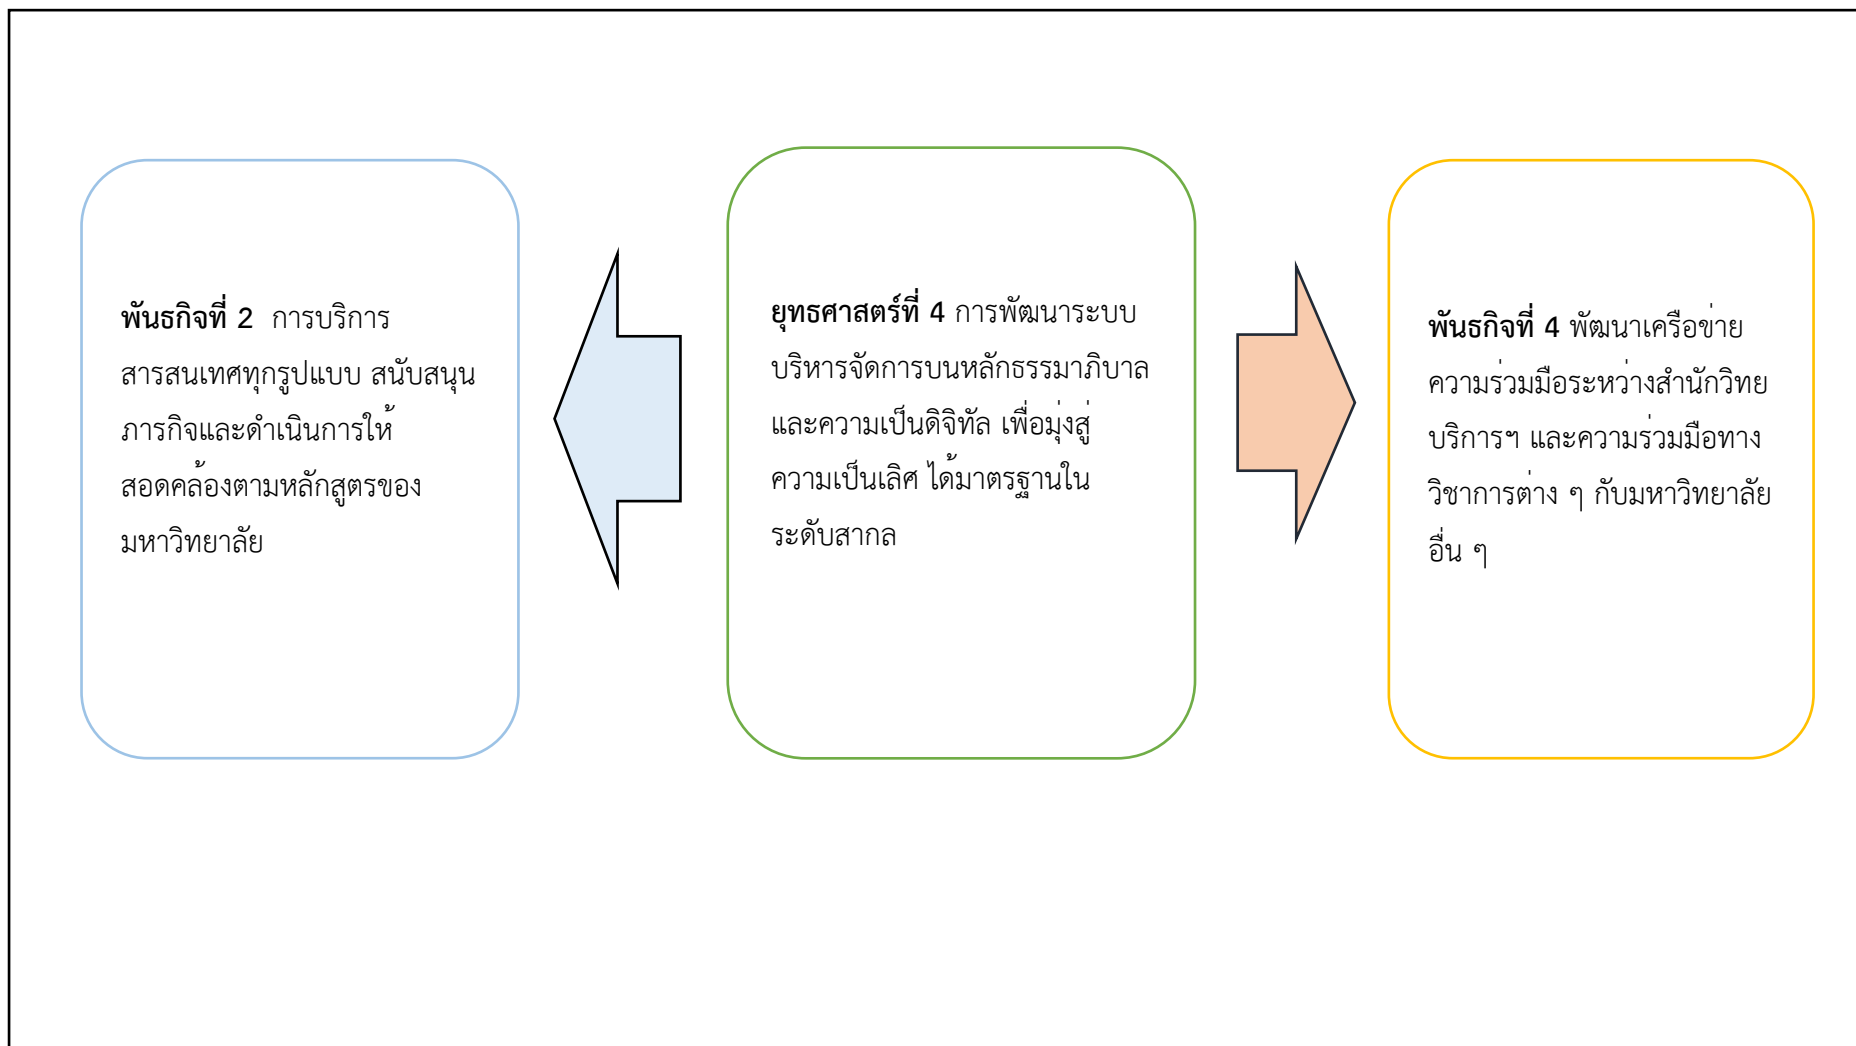 พันธกิจที่ 2  การบริการ
สารสนเทศทุกรูปแบบ สนับสนุน
ภารกิจและดำเนินการให้
สอดคล้องตามหลักสูตรของ
มหาวิทยาลัย
ยุทธศาสตร์ที่ 4 การพัฒนาระบบ
บริหารจัดการบนหลักธรรมาภิบาล
และความเป็นดิจิทัล เพื่อมุ่งสู่
ความเป็นเลิศ ได้มาตรฐานใน
ระดับสากล
พันธกิจที่ 4 พัฒนาเครือข่าย
ความร่วมมือระหว่างสำนักวิทย
บริการฯ และความร่วมมือทาง
วิชาการต่าง ๆ กับมหาวิทยาลัย
อื่น ๆ